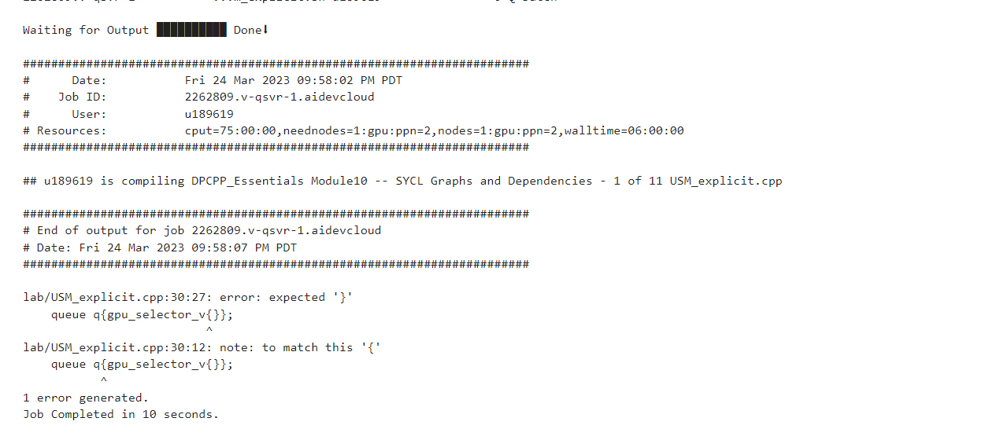 Waiting for Output ██████████ Done⬇
########################################################################
#      Date:           Fri 24 Mar 2023 09:58:02 PM PDT
#    Job ID:           2262809.v-qsvr-1.aidevcloud
#      User:           u189619
# Resources:           cput=75:00:00,neednodes=1:gpu:ppn=2,nodes=1:gpu:ppn=2,walltime=06:00:00
########################################################################
## u189619 is compiling DPCPP_Essentials Module10 -- SYCL Graphs and Dependencies - 1 of 11 USM_explicit.cpp
########################################################################
# End of output for job 2262809.v-qsvr-1.aidevcloud
# Date: Fri 24 Mar 2023 09:58:07 PM PDT
########################################################################
lab/USM_explicit.cpp:30:27: error: expected '}'
    queue q{gpu_selector_v{}};
                          ^
lab/USM_explicit.cpp:30:12: note: to match this '{'
    queue q{gpu_selector_v{}};
           ^
1 error generated.
Job Completed in 10 seconds.